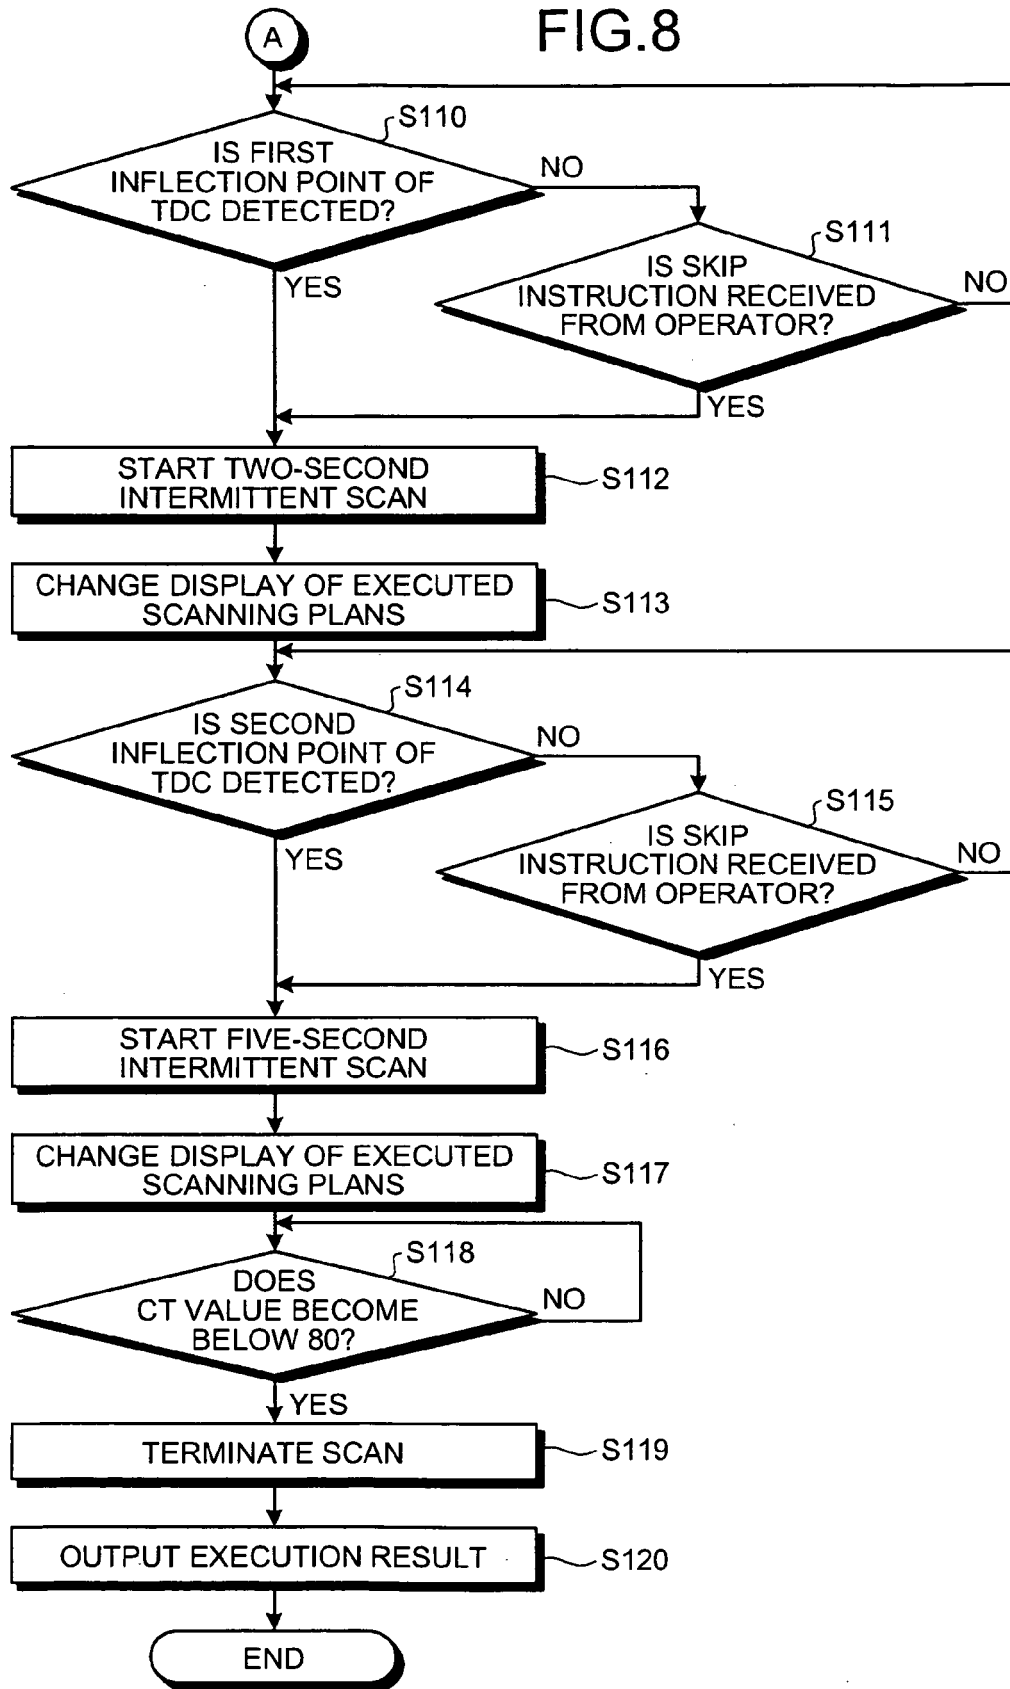 FIG.8
A
S110
IS FIRST
INFLECTION POINT OF
TDC DETECTED?
NO
YES
S111
IS SKIP
INSTRUCTION RECEIVED
FROM OPERATOR?
NO
YES
START TWO-SECOND
INTERMITTENT SCAN
S112
CHANGE DISPLAY OF EXECUTED
SCANNING PLANS
S113
S114
IS SECOND
INFLECTION POINT OF
TDC DETECTED?
NO
YES
S115
IS SKIP
INSTRUCTION RECEIVED
FROM OPERATOR?
NO
YES
START FIVE-SECOND
INTERMITTENT SCAN
S116
CHANGE DISPLAY OF EXECUTED
SCANNING PLANS
S117
S118
DOES
CT VALUE BECOME
BELOW 80?
NO
YES
TERMINATE SCAN
S119
OUTPUT EXECUTION RESULT
S120
END